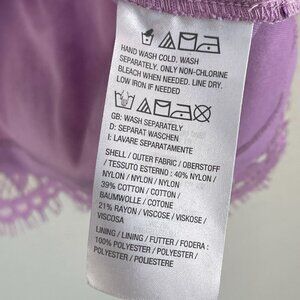 HAND WASH COLD. WASH
SEPARATELY. ONLY NON-CHLORINE
BLEACH WHEN NEEDED. LINE DRY.
LOW IRON IF NEEDED
GB: WASH SEPARATELY
D: SEPARAT WASCHEN
I: LAVARE SEPARATAMENTE
SHELL / OUTER FABRIC / OBERSTOFF
/ TESSUTO ESTERNO : 40% NYLON /
NYLON / NYLON / NYLON
39% COTTON / COTTON /
BAUMWOLLE / COTONE
21% RAYON / VISCOSE / VISKOSE /
VISCOSA
LINING / LINING / FUTTER / FODERA :
100% POLYESTER / POLYESTER /
POLYESTER / POLIESTERE